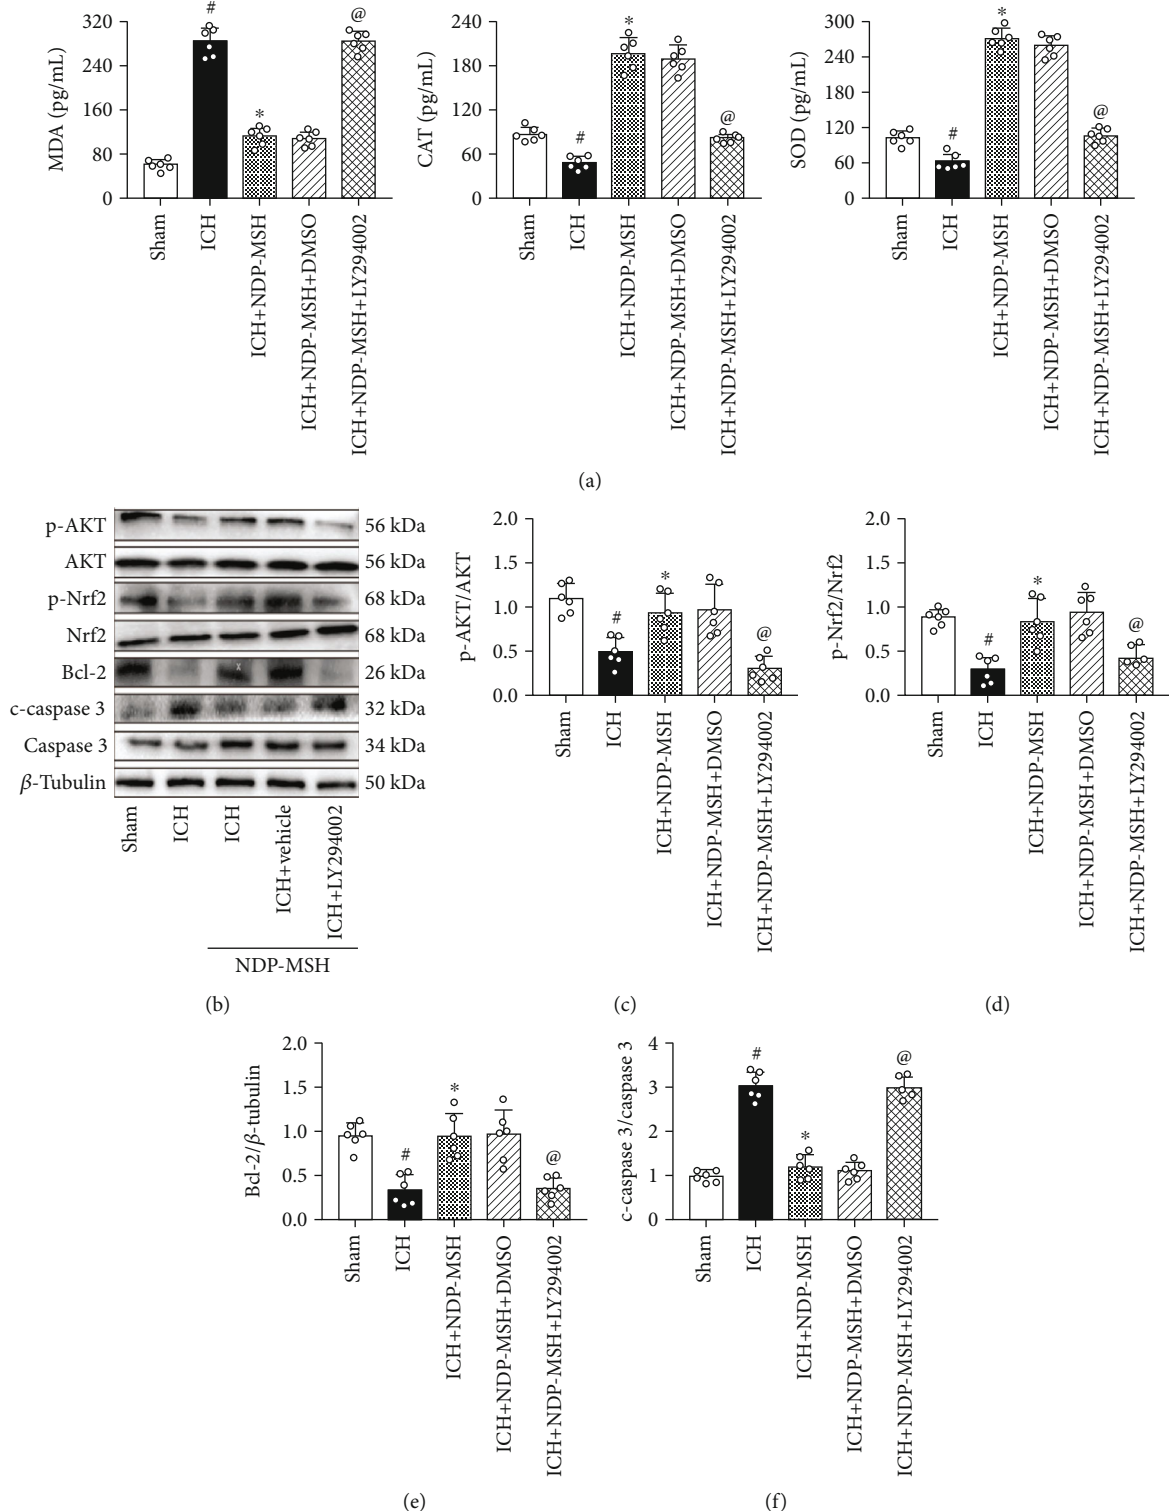 320
240
160
80
0
MDA (pg/mL)
#
*
@
Sham
ICH
ICH+NDP-MSH
ICH+NDP-MSH+DMSO
ICH+NDP-MSH+LY294002
240
180
120
60
0
CAT (pg/mL)
#
*
@
Sham
ICH
ICH+NDP-MSH
ICH+NDP-MSH+DMSO
ICH+NDP-MSH+LY294002
300
240
180
120
60
0
SOD (pg/mL)
#
*
@
Sham
ICH
ICH+NDP-MSH
ICH+NDP-MSH+DMSO
ICH+NDP-MSH+LY294002
(a)
p-AKT 56 kDa
AKT 56 kDa
p-Nrf2 68 kDa
Nrf2 68 kDa
Bcl-2 26 kDa
c-caspase 3 32 kDa
Caspase 3 34 kDa
β-Tubulin 50 kDa
Sham
ICH
ICH
ICH+vehicle
ICH+LY294002
NDP-MSH
(b)
2.0
1.5
1.0
0.5
0.0
p-AKT/AKT
#
*
@
Sham
ICH
ICH+NDP-MSH
ICH+NDP-MSH+DMSO
ICH+NDP-MSH+LY294002
(c)
2.0
1.5
1.0
0.5
0.0
p-Nrf2/Nrf2
#
*
@
Sham
ICH
ICH+NDP-MSH
ICH+NDP-MSH+DMSO
ICH+NDP-MSH+LY294002
(d)
2.0
1.5
1.0
0.5
0.0
Bcl-2/β-tubulin
#
*
@
Sham
ICH
ICH+NDP-MSH
ICH+NDP-MSH+DMSO
ICH+NDP-MSH+LY294002
(e)
4
3
2
1
0
c-caspase 3/caspase 3
#
*
@
Sham
ICH
ICH+NDP-MSH
ICH+NDP-MSH+DMSO
ICH+NDP-MSH+LY294002
(f)